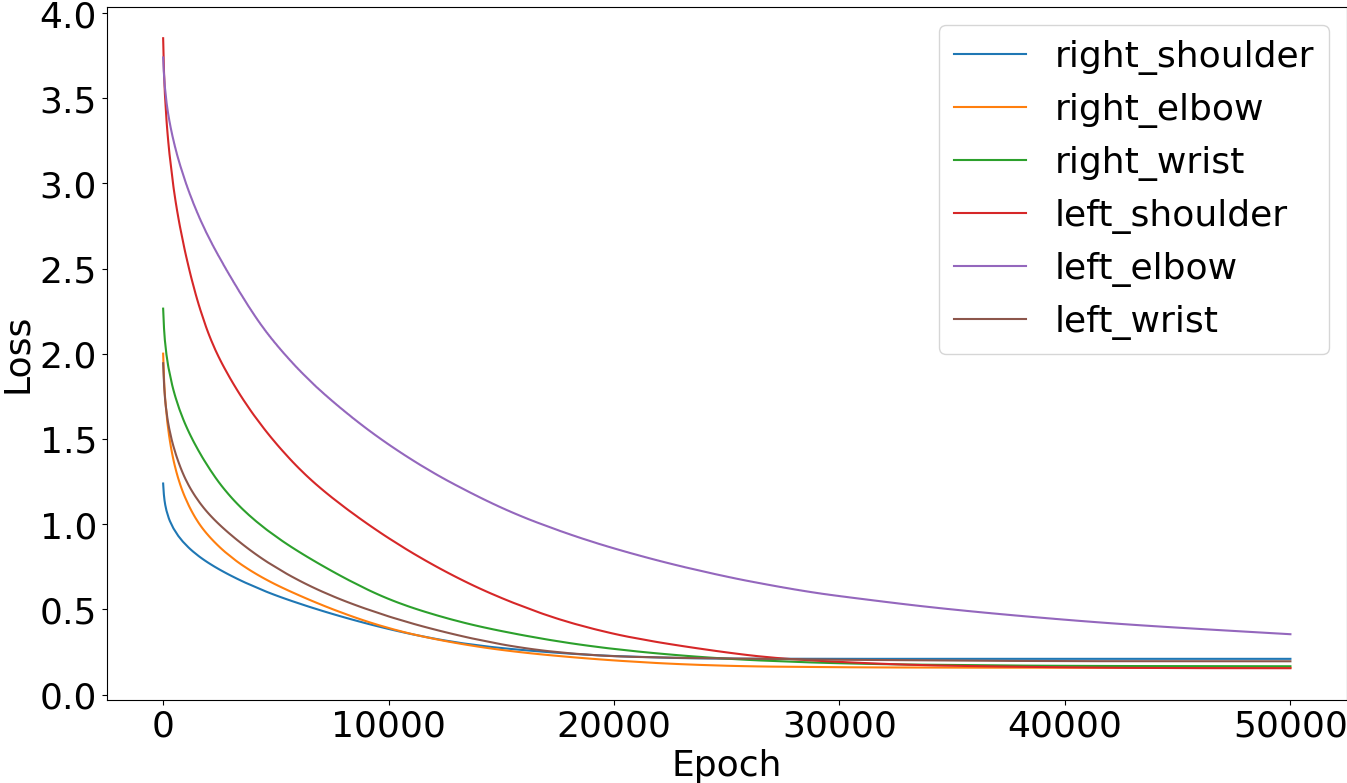 4.0
3.5
3.0
2.5
2.0
1.5
1.0
0.5
0.0
Loss
right_shoulder
right_elbow
right_wrist
left_shoulder
left_elbow
left_wrist
0 10000 20000 30000 40000 50000
Epoch